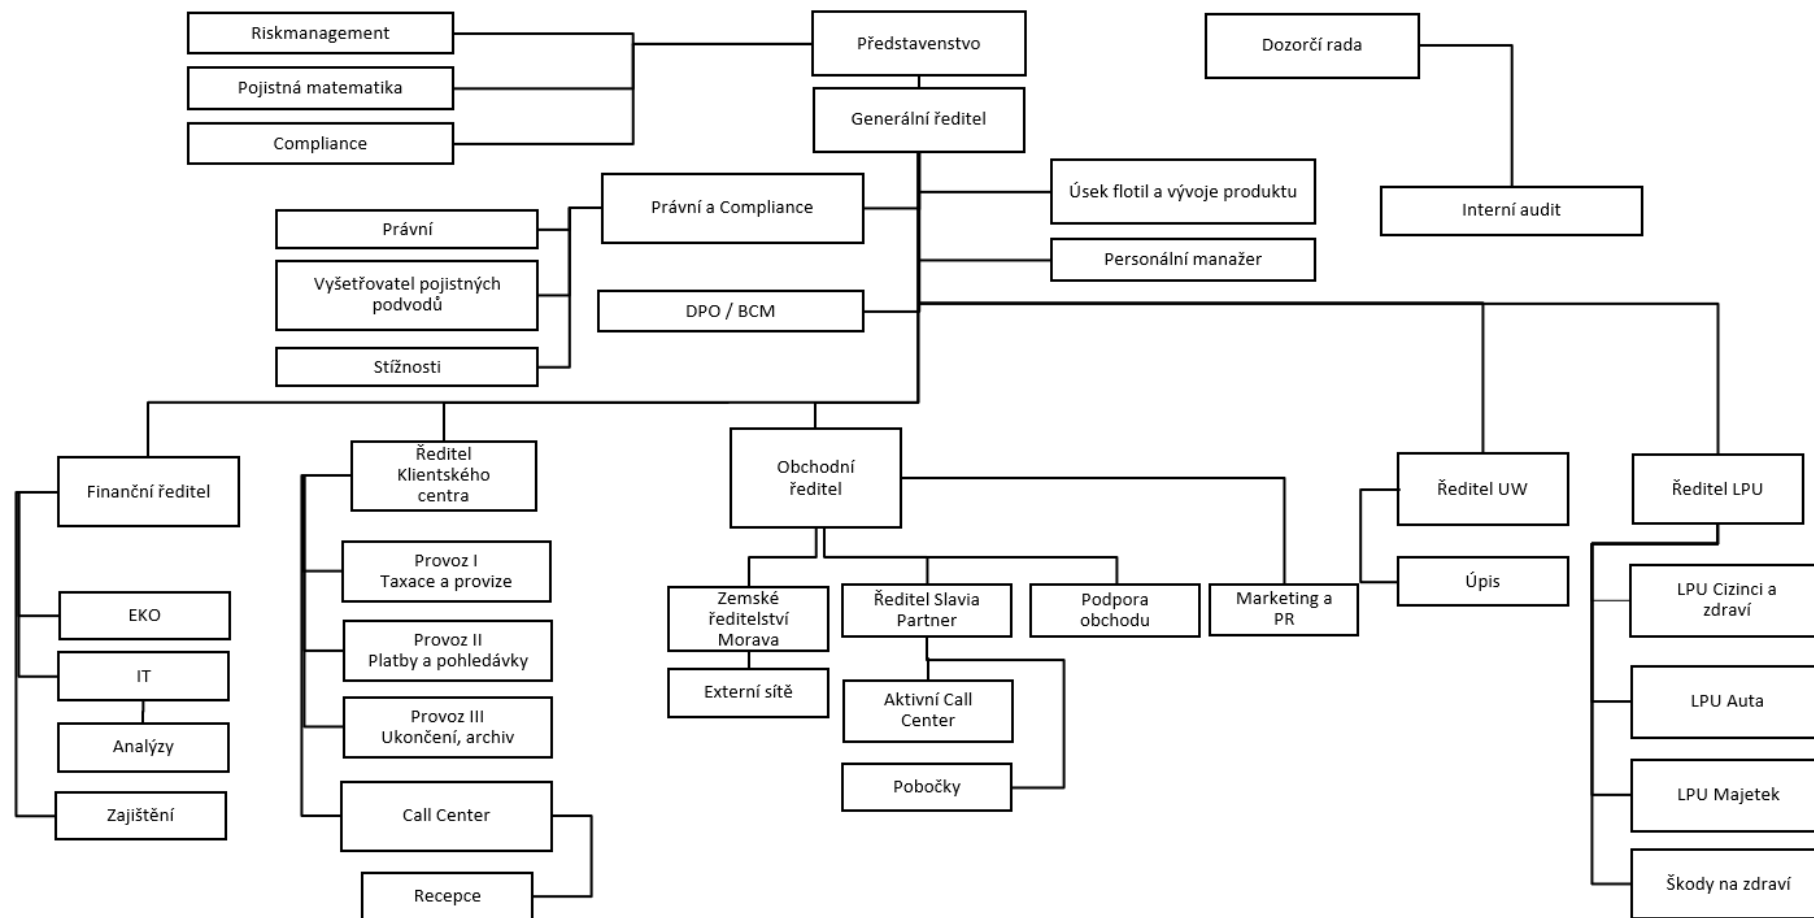 Riskmanagement
Představenstvo
Dozorčí rada
Pojistná matematika
Generální ředitel
Compliance
Úsek flotil a vývoje produktu
Právní a Compliance
Interní audit
Právní
Personální manažer
Vyšetřovatel pojistných
podvodů
DPO / BCM
Stížnosti
Finanční ředitel
Ředitel
Klientského
centra
Obchodní
ředitel
Ředitel UW
Ředitel LPU
EKO
IT
Analýzy
Zajištění
Provoz I
Taxace a provize
Provoz II
Platby a pohledávky
Provoz III
Ukončení, archiv
Call Center
Recepce
Zemské
ředitelství
Morava
Externí sítě
Ředitel Slavia
Partner
Aktivní Call
Center
Pobočky
Podpora
obchodu
Marketing a
PR
Úpis
LPU Cizinci a
zdraví
LPU Auta
LPU Majetek
Škody na zdraví